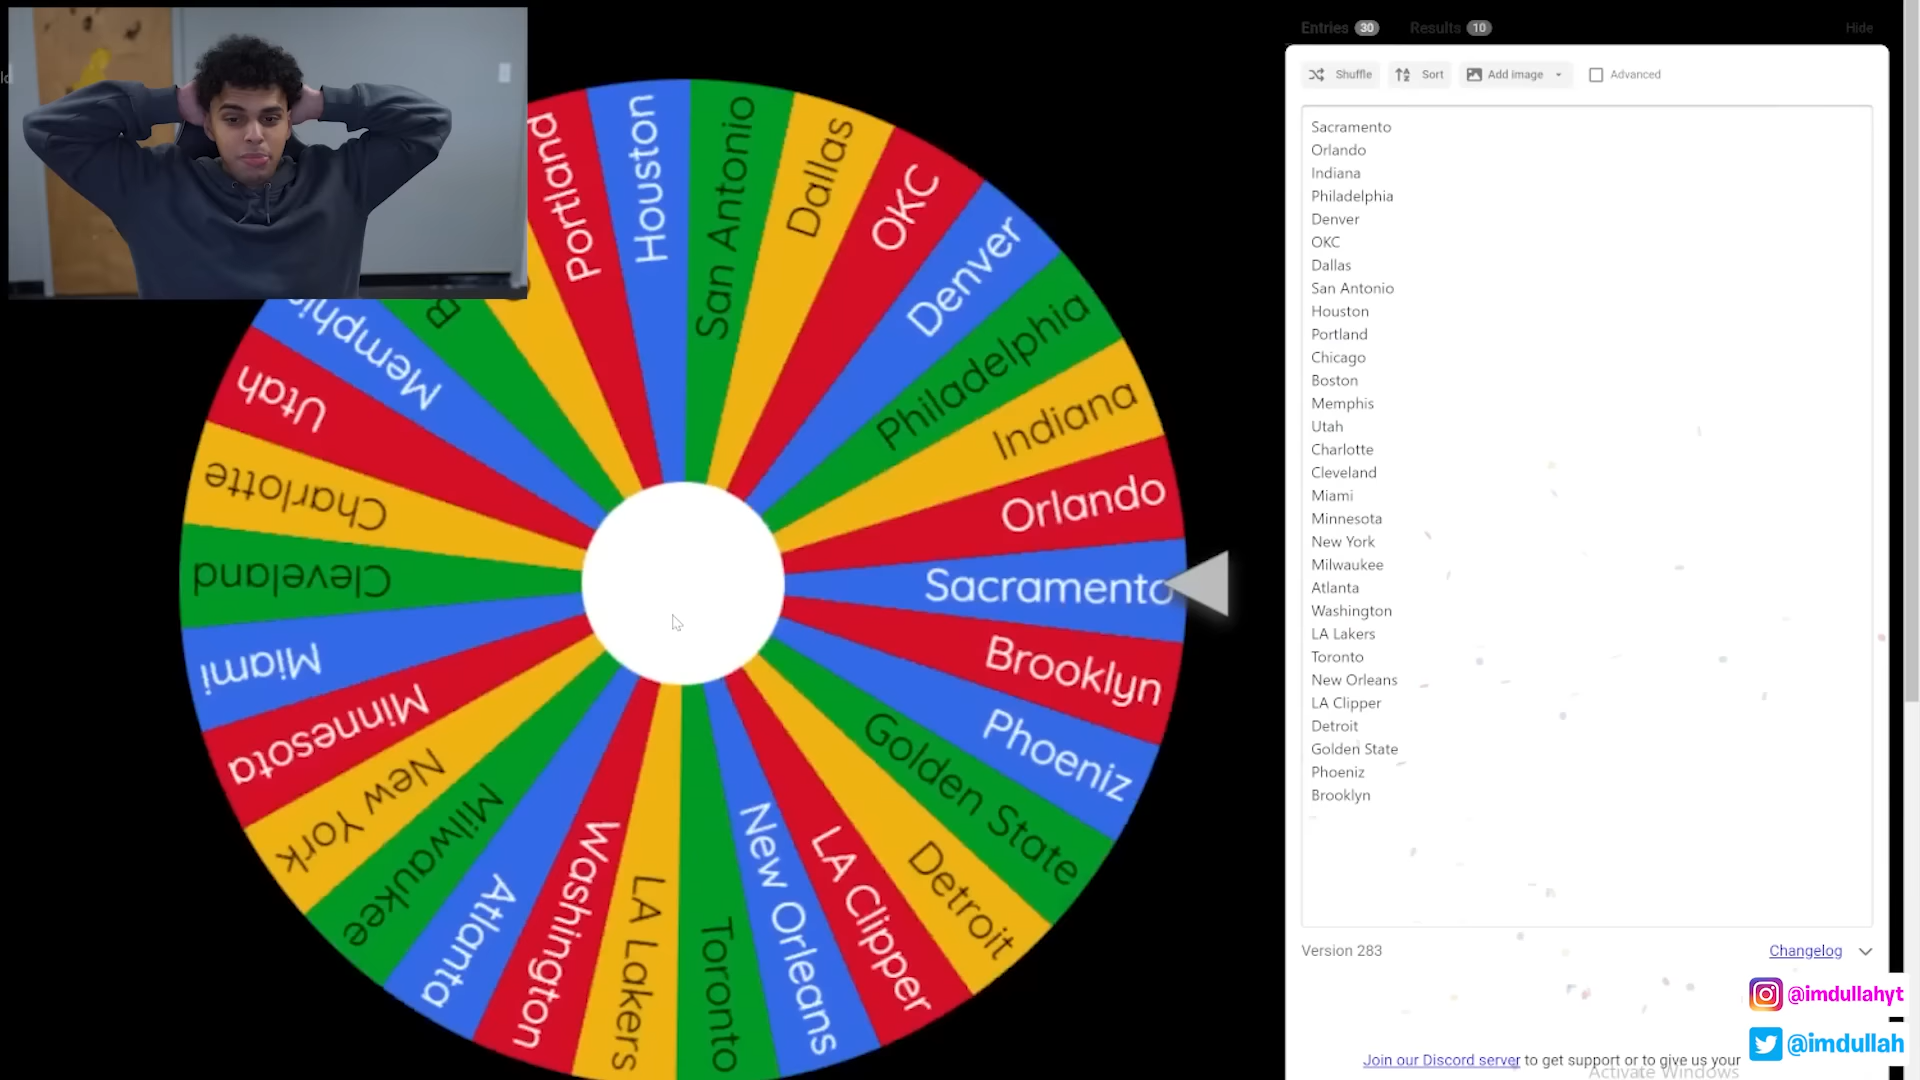 Entries 30
Results 10
Hide
Shuffle
Sort
Add image
Advanced
Sacramento
Orlando
Indiana
Philadelphia
Denver
OKC
Dallas
San Antonio
Houston
Portland
Chicago
Boston
Memphis
Utah
Charlotte
Cleveland
Miami
Minnesota
New York
Milwaukee
Atlanta
Washington
LA Lakers
Toronto
New Orleans
LA Clipper
Detroit
Golden State
Phoeniz
Brooklyn
Version 283
Changelog
@imdullahyt
@imdullah
Join our Discord server to get support or to give us your
Activate Windows
Portland
Houston
San Antonio
Dallas
OKC
Denver
Philadelphia
Indiana
Orlando
Sacramento
Brooklyn
Phoeniz
Golden State
Detroit
LA Clipper
New Orleans
Toronto
LA Lakers
Washington
Atlanta
Milwaukee
New York
Minnesota
Miami
Cleveland
Charlotte
Utah
Memphi
B